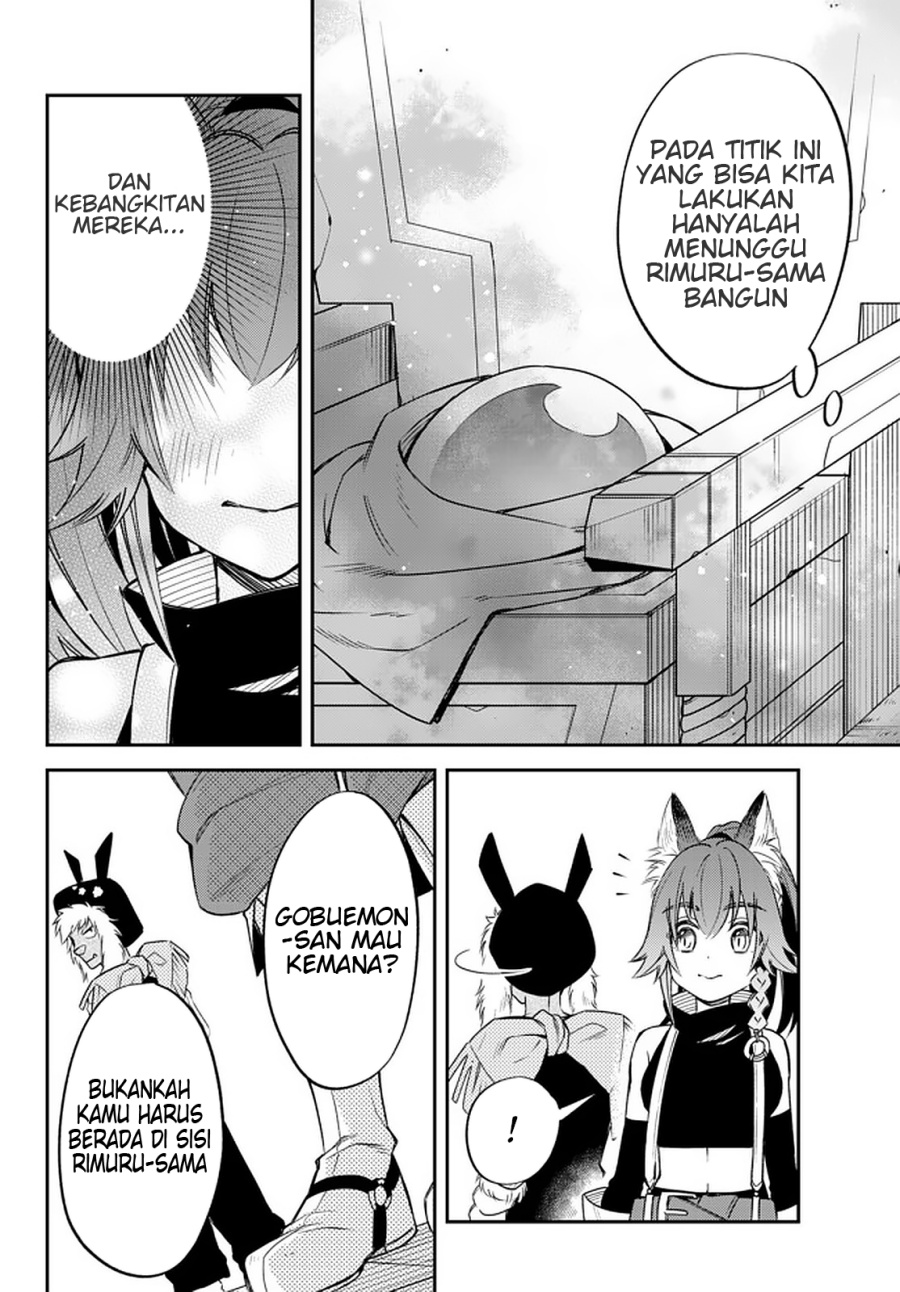 PADA TITIK INI
YANG BISA KITA
LAKUKAN
HANYALAH
MENUNGGU
RIMURU-SAMA
BANGUN
DAN
KEBANGKITAN
MEREKA...
!
GOBUEMON
-SAN MAU
KEMANA?
BUKANKAH
KAMU HARUS
BERADA DI SISI
RIMURU-SAMA